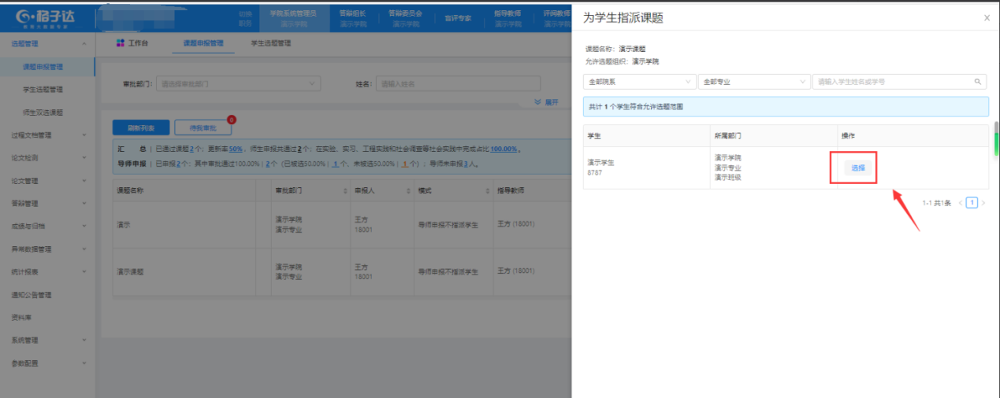 格子达
教育大数据专家
切换
职务
学院系统管理员
演示学院
答辩组长
演示学院
答辩委员会
演示学院
盲评专家
指导教师
演示学院
评阅教师
演示学院
选题管理
课题申报管理
学生选题管理
师生双选课题
过程文档管理
论文检测
论文管理
答辩管理
成绩与归档
异常数据管理
统计报表
通知公告管理
资料库
系统管理
参数配置
工作台
课题申报管理
学生选题管理
审批部门: 请选择审批部门
姓名: 请输入姓名
展开
刷新列表
待我审批
0
汇 总 | 已通过课题2个; 更新率50%, 师生申报共通过2个; 在实验、实习、工程实践和社会调查等社会实践中完成占比100.00%。
导师申报 | 已申报2个; 其中审批通过100.00% | 2个 (已被选50.00% | 1个, 未被选50.00% | 1个) ; 导师未申报3人。
课题名称 审批部门 申报人 模式 指导教师
演示
演示学院
演示专业
王方
18001
导师申报不指派学生
王方 (18001)
演示课题
演示学院
演示专业
王方
18001
导师申报不指派学生
王方 (18001)
为学生指派课题
X
课题名称: 演示课题
允许选题组织: 演示学院
全部院系
全部专业
请输入学生姓名或学号
共计 1 个学生符合允许选题范围
学生 所属部门 操作
演示学生
8787
演示学院
演示专业
演示班级
选择
1-1 共1条 < 1 >